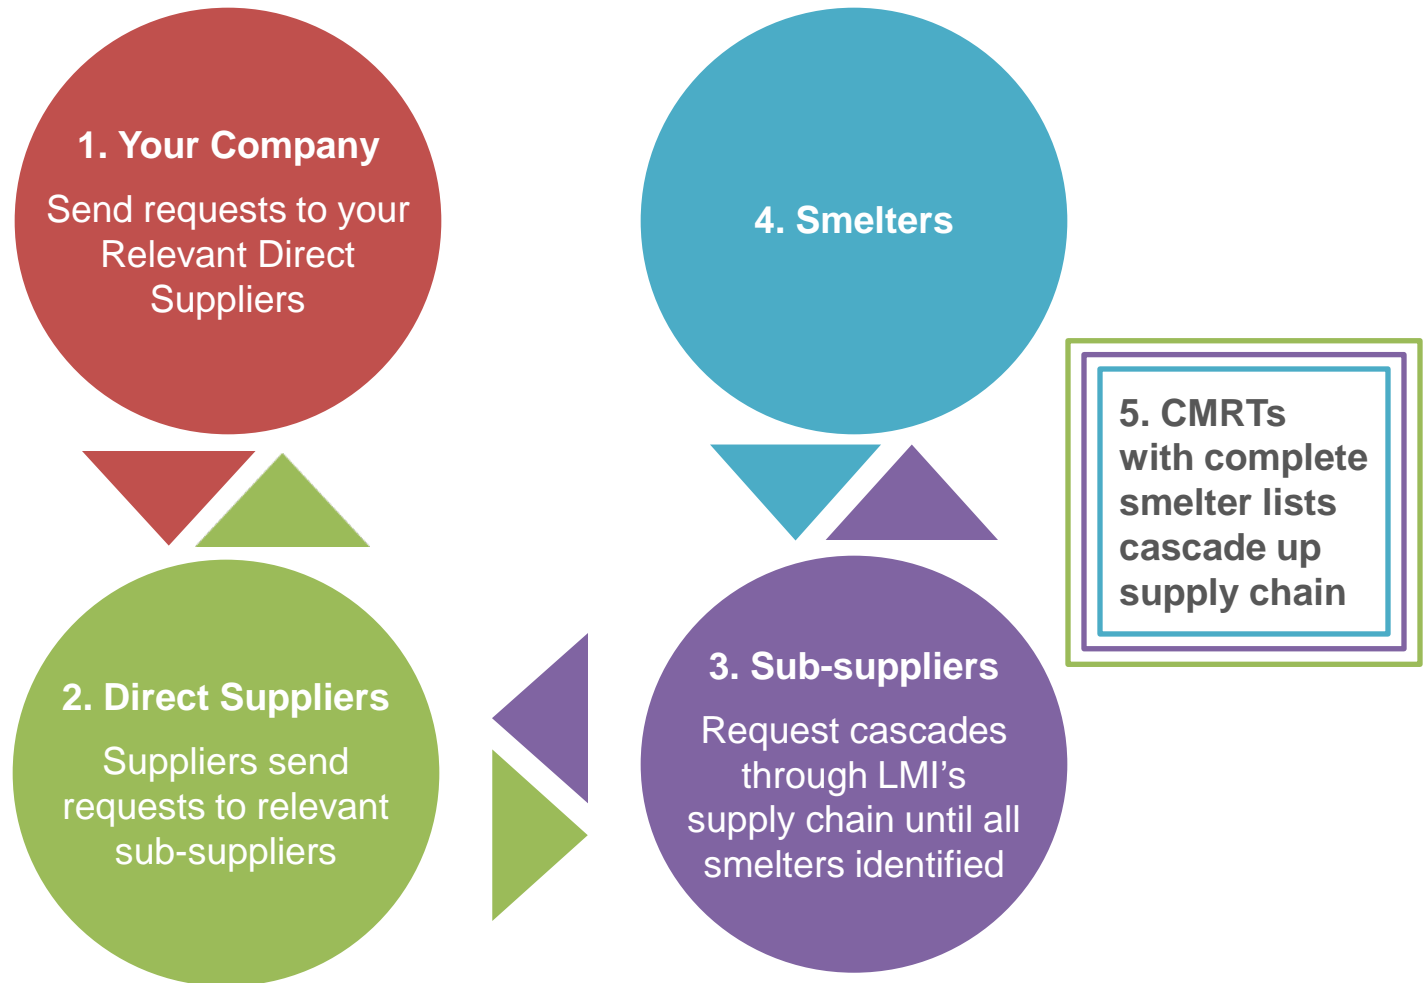 1. Your Company
Send requests to your
Relevant Direct
Suppliers
2. Direct Suppliers
Suppliers send
requests to relevant
sub-suppliers
3. Sub-suppliers
Request cascades
through LMI’s
supply chain until all
smelters identified
4. Smelters
5. CMRTs
with complete
smelter lists
cascade up
supply chain